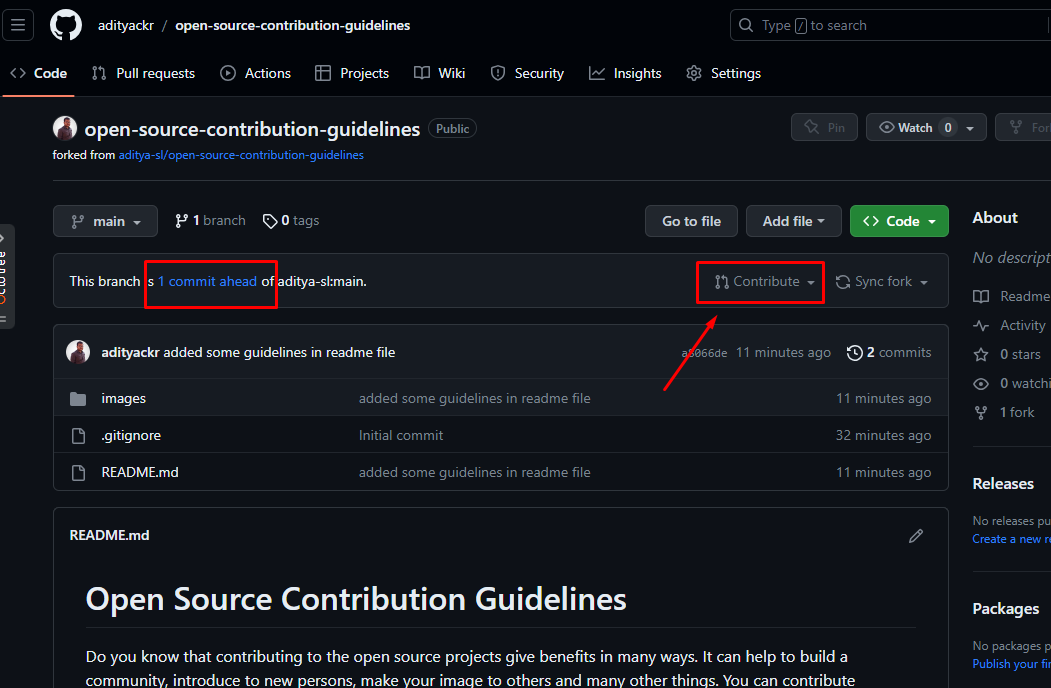 adityackr / open-source-contribution-guidelines
Type / to search
Code Pull requests Actions Projects Wiki Security Insights Settings
open-source-contribution-guidelines Public
Pin Watch 0
forked from aditya-sl/open-source-contribution-guidelines
main 1 branch 0 tags Go to file Add file Code
This branch is 1 commit ahead of aditya-sl:main. Contribute Sync fork
adityackr added some guidelines in readme file 11 minutes ago 2 commits
images added some guidelines in readme file 11 minutes ago
.gitignore Initial commit 32 minutes ago
README.md added some guidelines in readme file 11 minutes ago
README.md
Open Source Contribution Guidelines
Do you know that contributing to the open source projects give benefits in many ways. It can help to build a
community, introduce to new persons, make your image to others and many other things. You can contribute
About
No descript
Readme
Activity
0 stars
0 watchi
1 fork
Releases
No releases pu
Create a new r
Packages
No packages p
Publish your fi